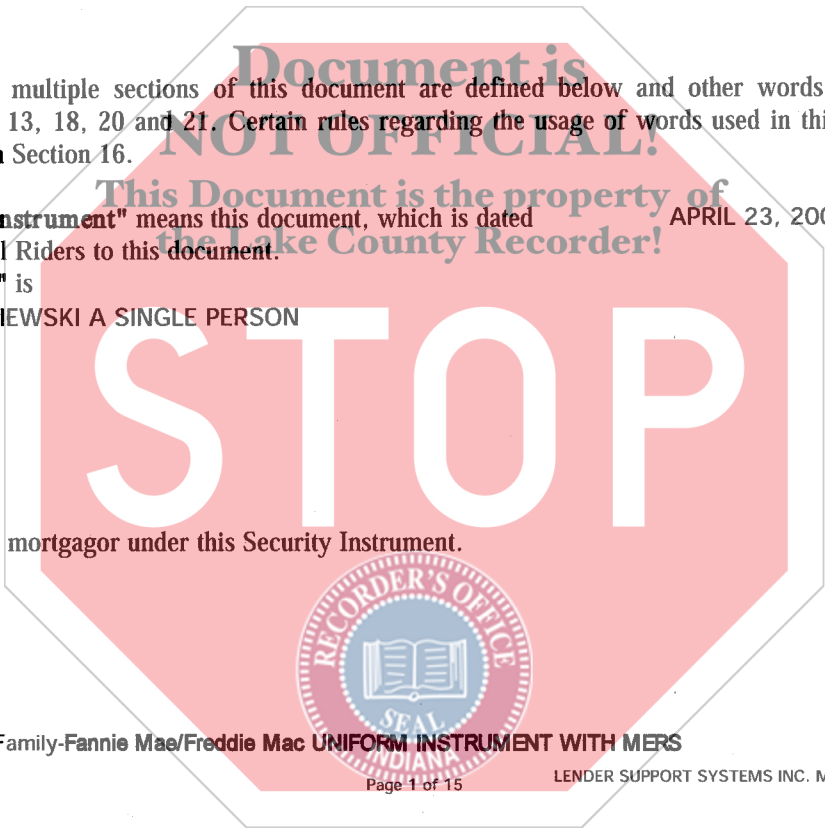 Document is
multiple sections of this document are defined below and other words
13, 18, 20 and 21. Certain rules regarding the usage of words used in thi
NOT OFFICIAL!
Section 16.
This Document is the property of
nstrument" means this document, which is dated APRIL 23, 200
the Lake County Recorder!
l Riders to this document.
" is
IEWSKI A SINGLE PERSON
STOP
mortgagor under this Security Instrument.
RECORDER'S OFFICE
SEAL
INDIANA
Family-Fannie Mae/Freddie Mac UNIFORM INSTRUMENT WITH MERS
Page 1 of 15
LENDER SUPPORT SYSTEMS INC. M